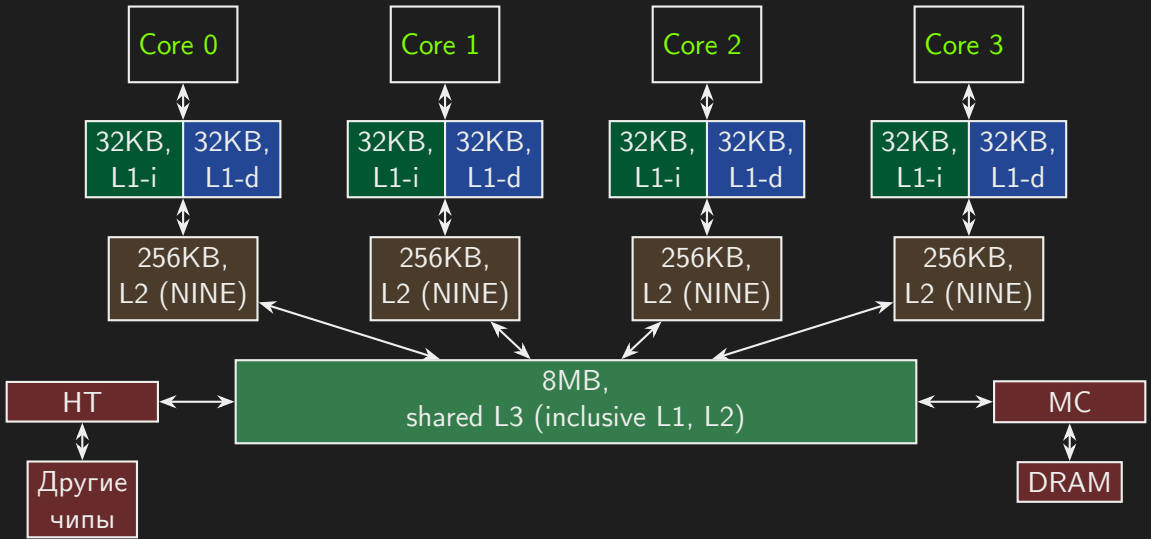 Core 0
Core 1
Core 2
Core 3
32KB,
L1-i
32KB,
L1-d
32KB,
L1-i
32KB,
L1-d
32KB,
L1-i
32KB,
L1-d
32KB,
L1-i
32KB,
L1-d
256KB,
L2 (NINE)
256KB,
L2 (NINE)
256KB,
L2 (NINE)
256KB,
L2 (NINE)
8MB,
shared L3 (inclusive L1, L2)
HT
MC
Другие
чипы
DRAM